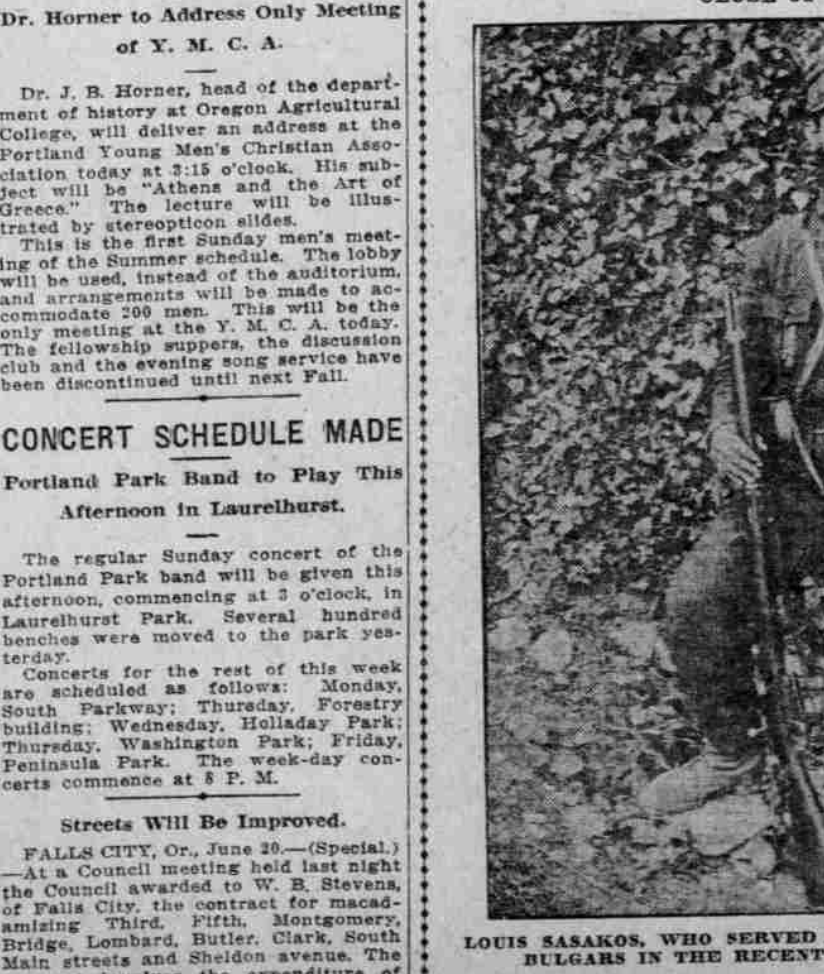 Dr. Horner to Address Only Meeting
of Y. M. C. A.
Dr. J. B. Horner, head of the depart-
ment of history at Oregon Agricultural
College, will deliver an address at the
Portland Young Men's Christian Asso-
ciation today at 3:15 o'clock. His sub-
ject will be "Athens and the Art of
Greece." The lecture will be illus-
trated by stereopticon slides.
This is the first Sunday men's meet-
ing of the Summer schedule. The lobby
will be used, instead of the auditorium,
and arrangements will be made to ac-
commodate 200 men. This will be the
only meeting at the Y. M. C. A. today.
The fellowship suppers, the discussion
club and the evening song service have
been discontinued until next Fall.
CONCERT SCHEDULE MADE
Portland Park Band to Play This
Afternoon in Laurelhurst.
The regular Sunday concert of the
Portland Park band will be given this
afternoon, commencing at 3 o'clock, in
Laurelhurst Park. Several hundred
benches were moved to the park yes-
terday.
Concerts for the rest of this week
are scheduled as follows: Monday,
South Parkway; Thursday, Forestry
building; Wednesday, Holladay Park;
Thursday, Washington Park; Friday,
Peninsula Park. The week-day con-
certs commence at 8 P. M.
Streets Will Be Improved.
FALLS CITY, Or., June 20.—(Special.)
—At a Council meeting held last night
the Council awarded to W. B. Stevens,
of Falls City, the contract for macad-
amizing Third, Fifth, Montgomery,
Bridge, Lombard, Butler, Clark, South
Main streets and Sheldon avenue. The
the expenditure of
LOUIS SASAKOS, WHO SERVED
BULGARS IN THE RECENT